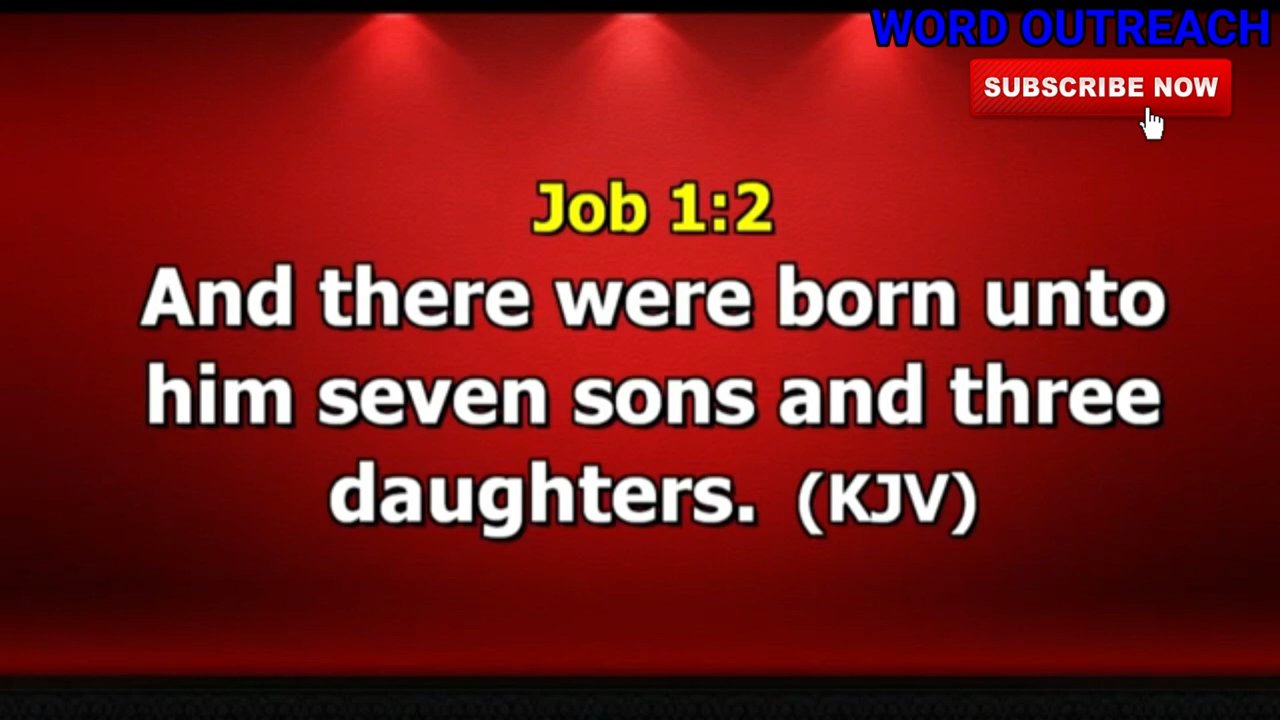 WORD OUTREACH
SUBSCRIBE NOW
Job 1:2
And there were born unto
him seven sons and three
daughters. (KJV)